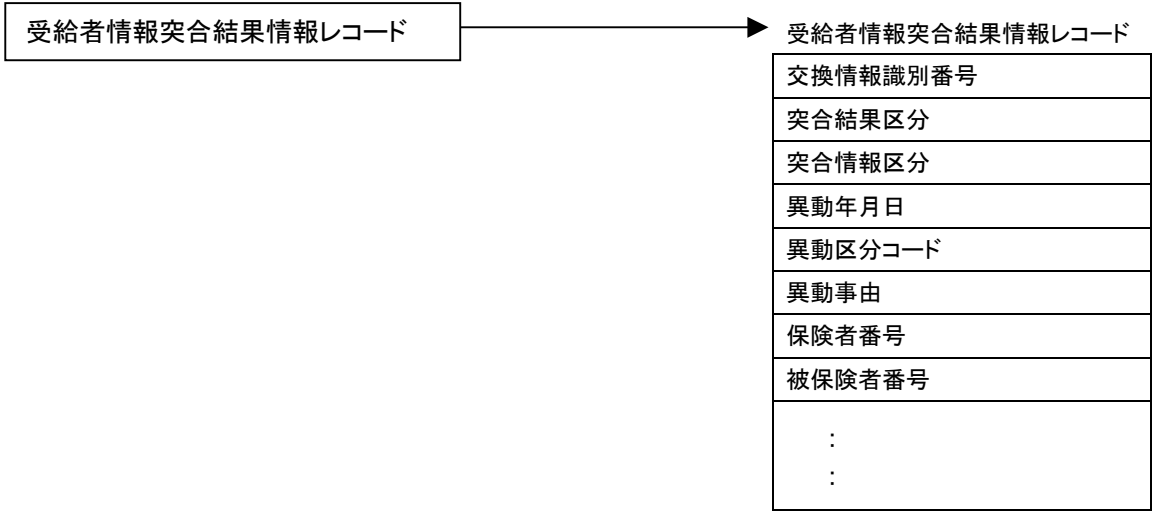 受給者情報突合結果情報レコード
受給者情報突合結果情報レコード
交換情報識別番号
突合結果区分
突合情報区分
異動年月日
異動区分コード
異動事由
保険者番号
被保険者番号
:
: